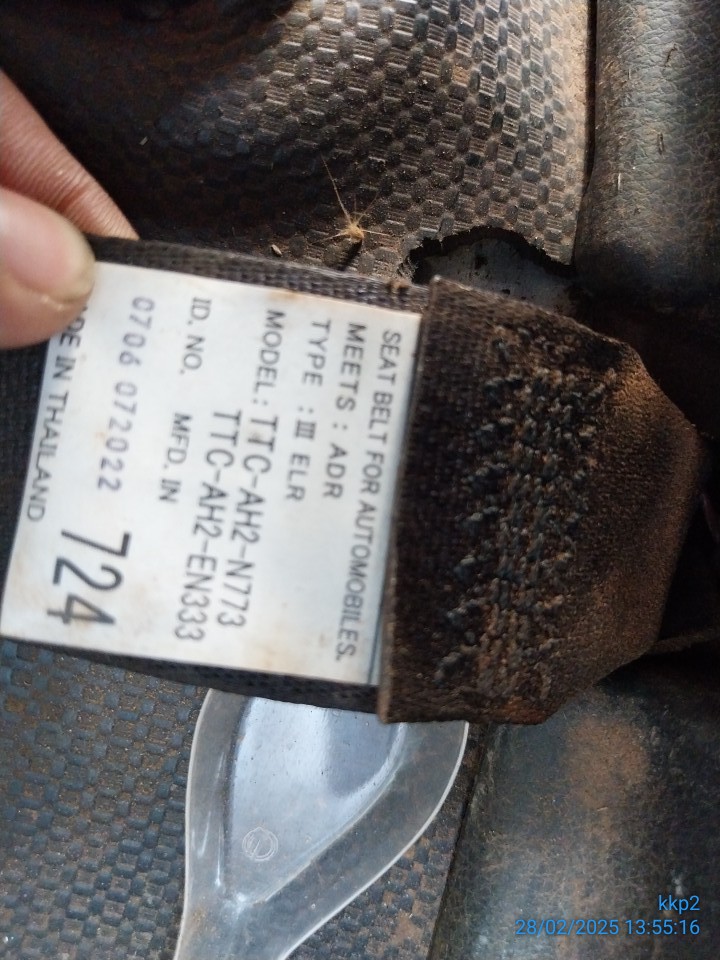 SEAT BELT FOR AUTOMOBILES.
MEETS : ADR
TYPE : III ELR
MODEL : TTC-AH2-N773
TTC-AH2-EN333
ID. NO. MFD. IN
0706 072022 724
IN THAILAND
kkp2
28/02/2025 13:55:16